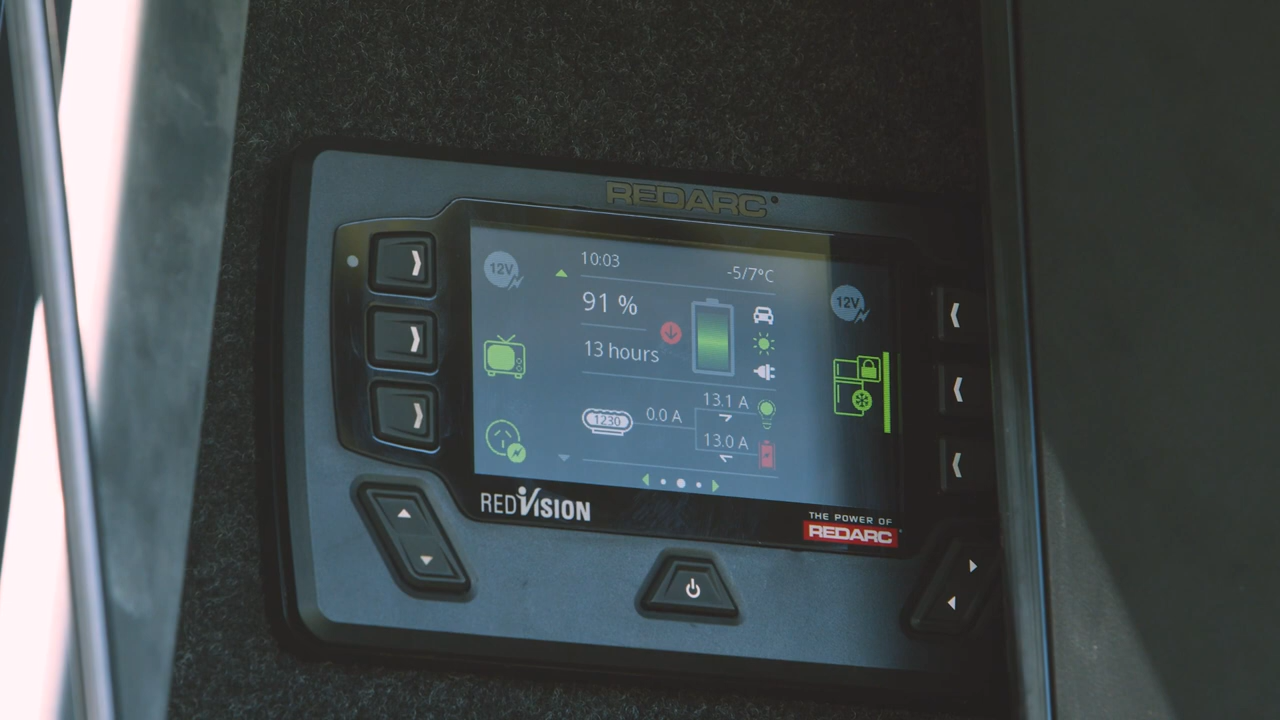 REDARC
12V
10:03
-5/7°C
12V
91 %
13 hours
13.1 A
1230
0.0 A
13.0 A
REDVISION
THE POWER OF
REDARC